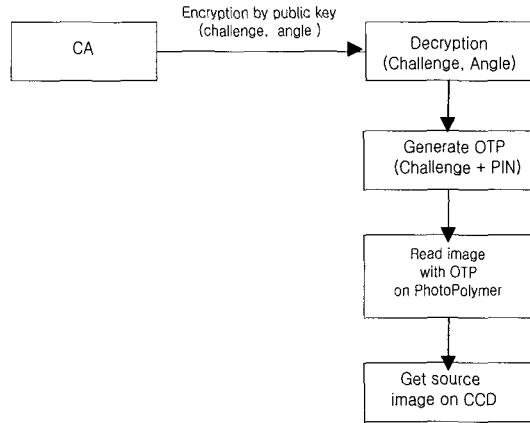 Encryption by public key
(challenge, angle )
CA
Decryption
(Challenge, Angle)
Generate OTP
(Challenge + PIN)
Read image
with OTP
on PhotoPolymer
Get source
image on CCD